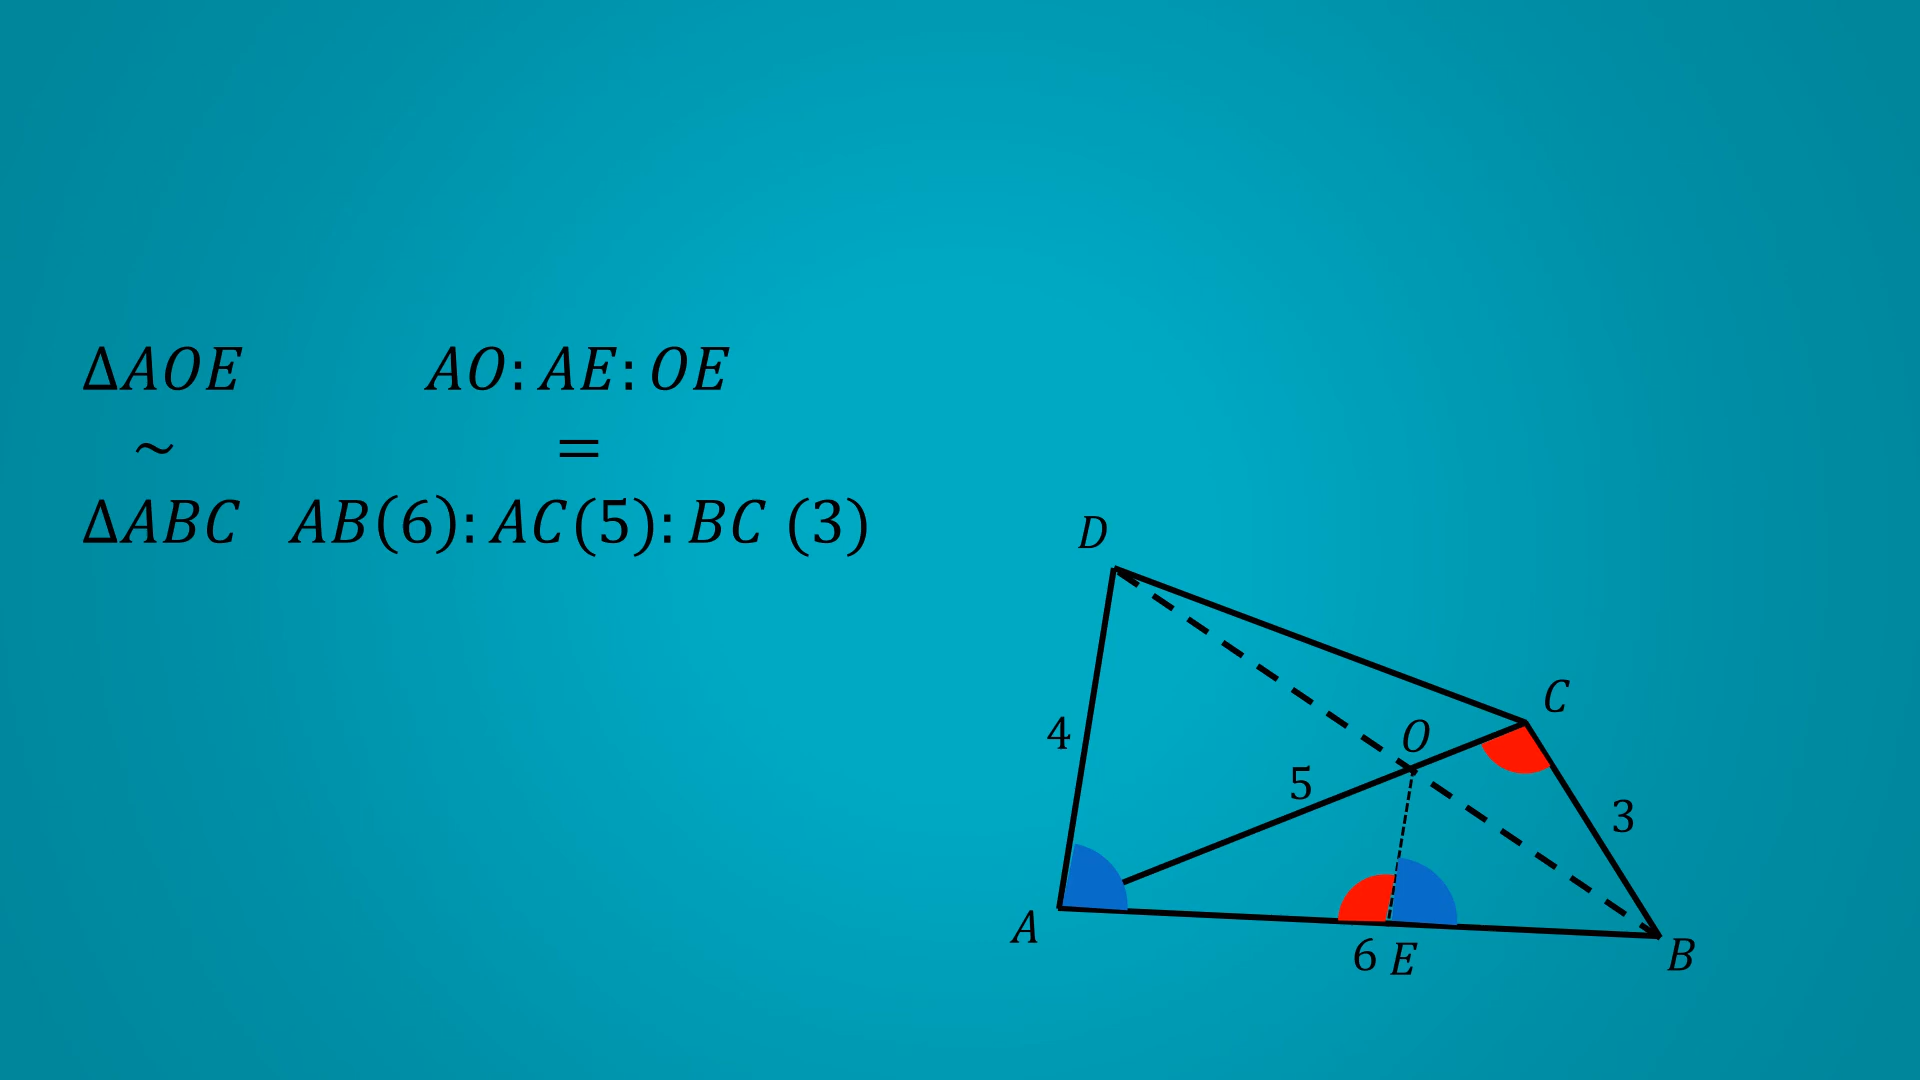 ΔAOE AO: AE: OE
~ =
ΔABC AB(6): AC(5): BC (3)
D
C
4
O
5
3
A
6 E
B